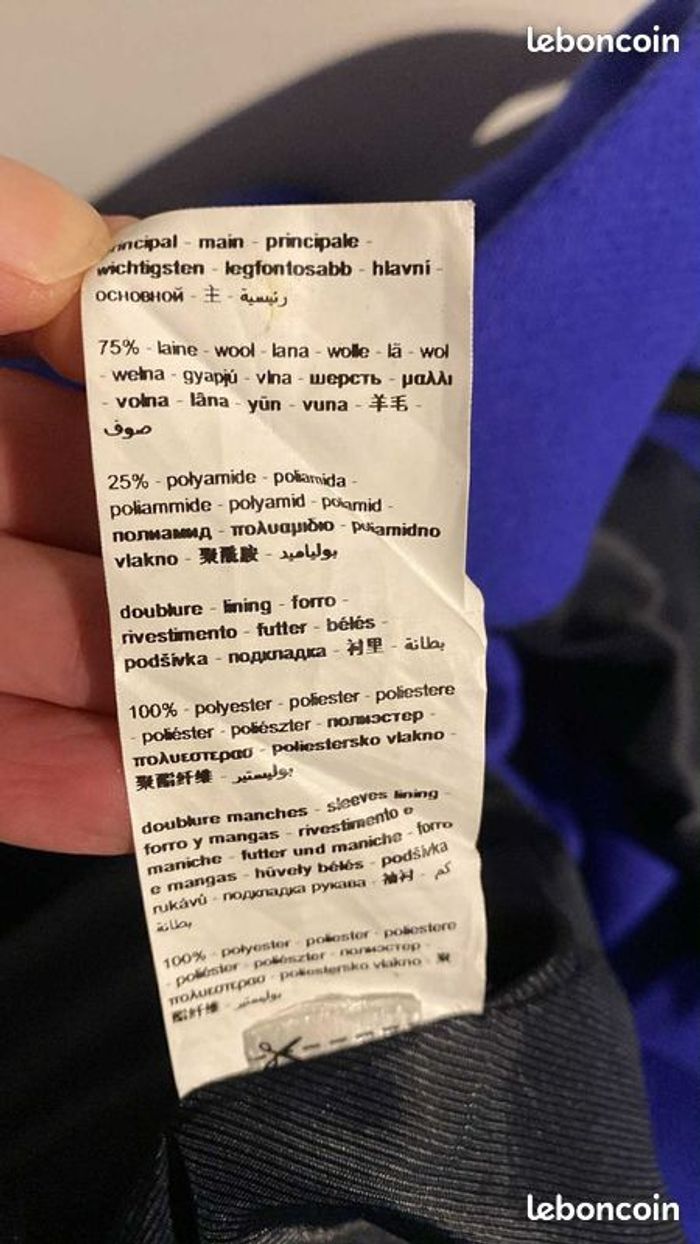 leboncoin
principal - main - principale -
wichtigsten - legfontosabb - hlavní -
основной - 主 - رئيسية
75% - laine - wool - lana - wolle - lã - wol
- wełna - gyapjú - vlna - шерсть - μαλλι
- volna - lâna - yün - vuna - 羊毛 -
صوف
25% - polyamide - poliamida -
poliammide - polyamid - poliamid -
полиамид - πολυαμιδιο - poliamidno
vlakno - 聚酰胺 - بولياميد
doublure - lining - forro -
rivestimento - futter - bélés -
podšívka - подкладка - 衬里 - بطانة
100% - polyester - poliester - poliestere
- poliéster - poliészter - полиэстер -
πολυεστερασ - poliestersko vlakno -
聚酯纤维 - بوليستير
doublure manches - sleeves lining -
forro y mangas - rivestimento e
maniche - futter und maniche - forro
e mangas - hüvely bélés - podšívka
rukávů - подкладка рукава - 袖衬 - كم
بطانة
100% - polyester - poliester - poliestere
- poliéster - poliészter - полиэстер -
πολυεστερασ - poliestersko vlakno - 聚
酯纤维 - بوليستير
leboncoin